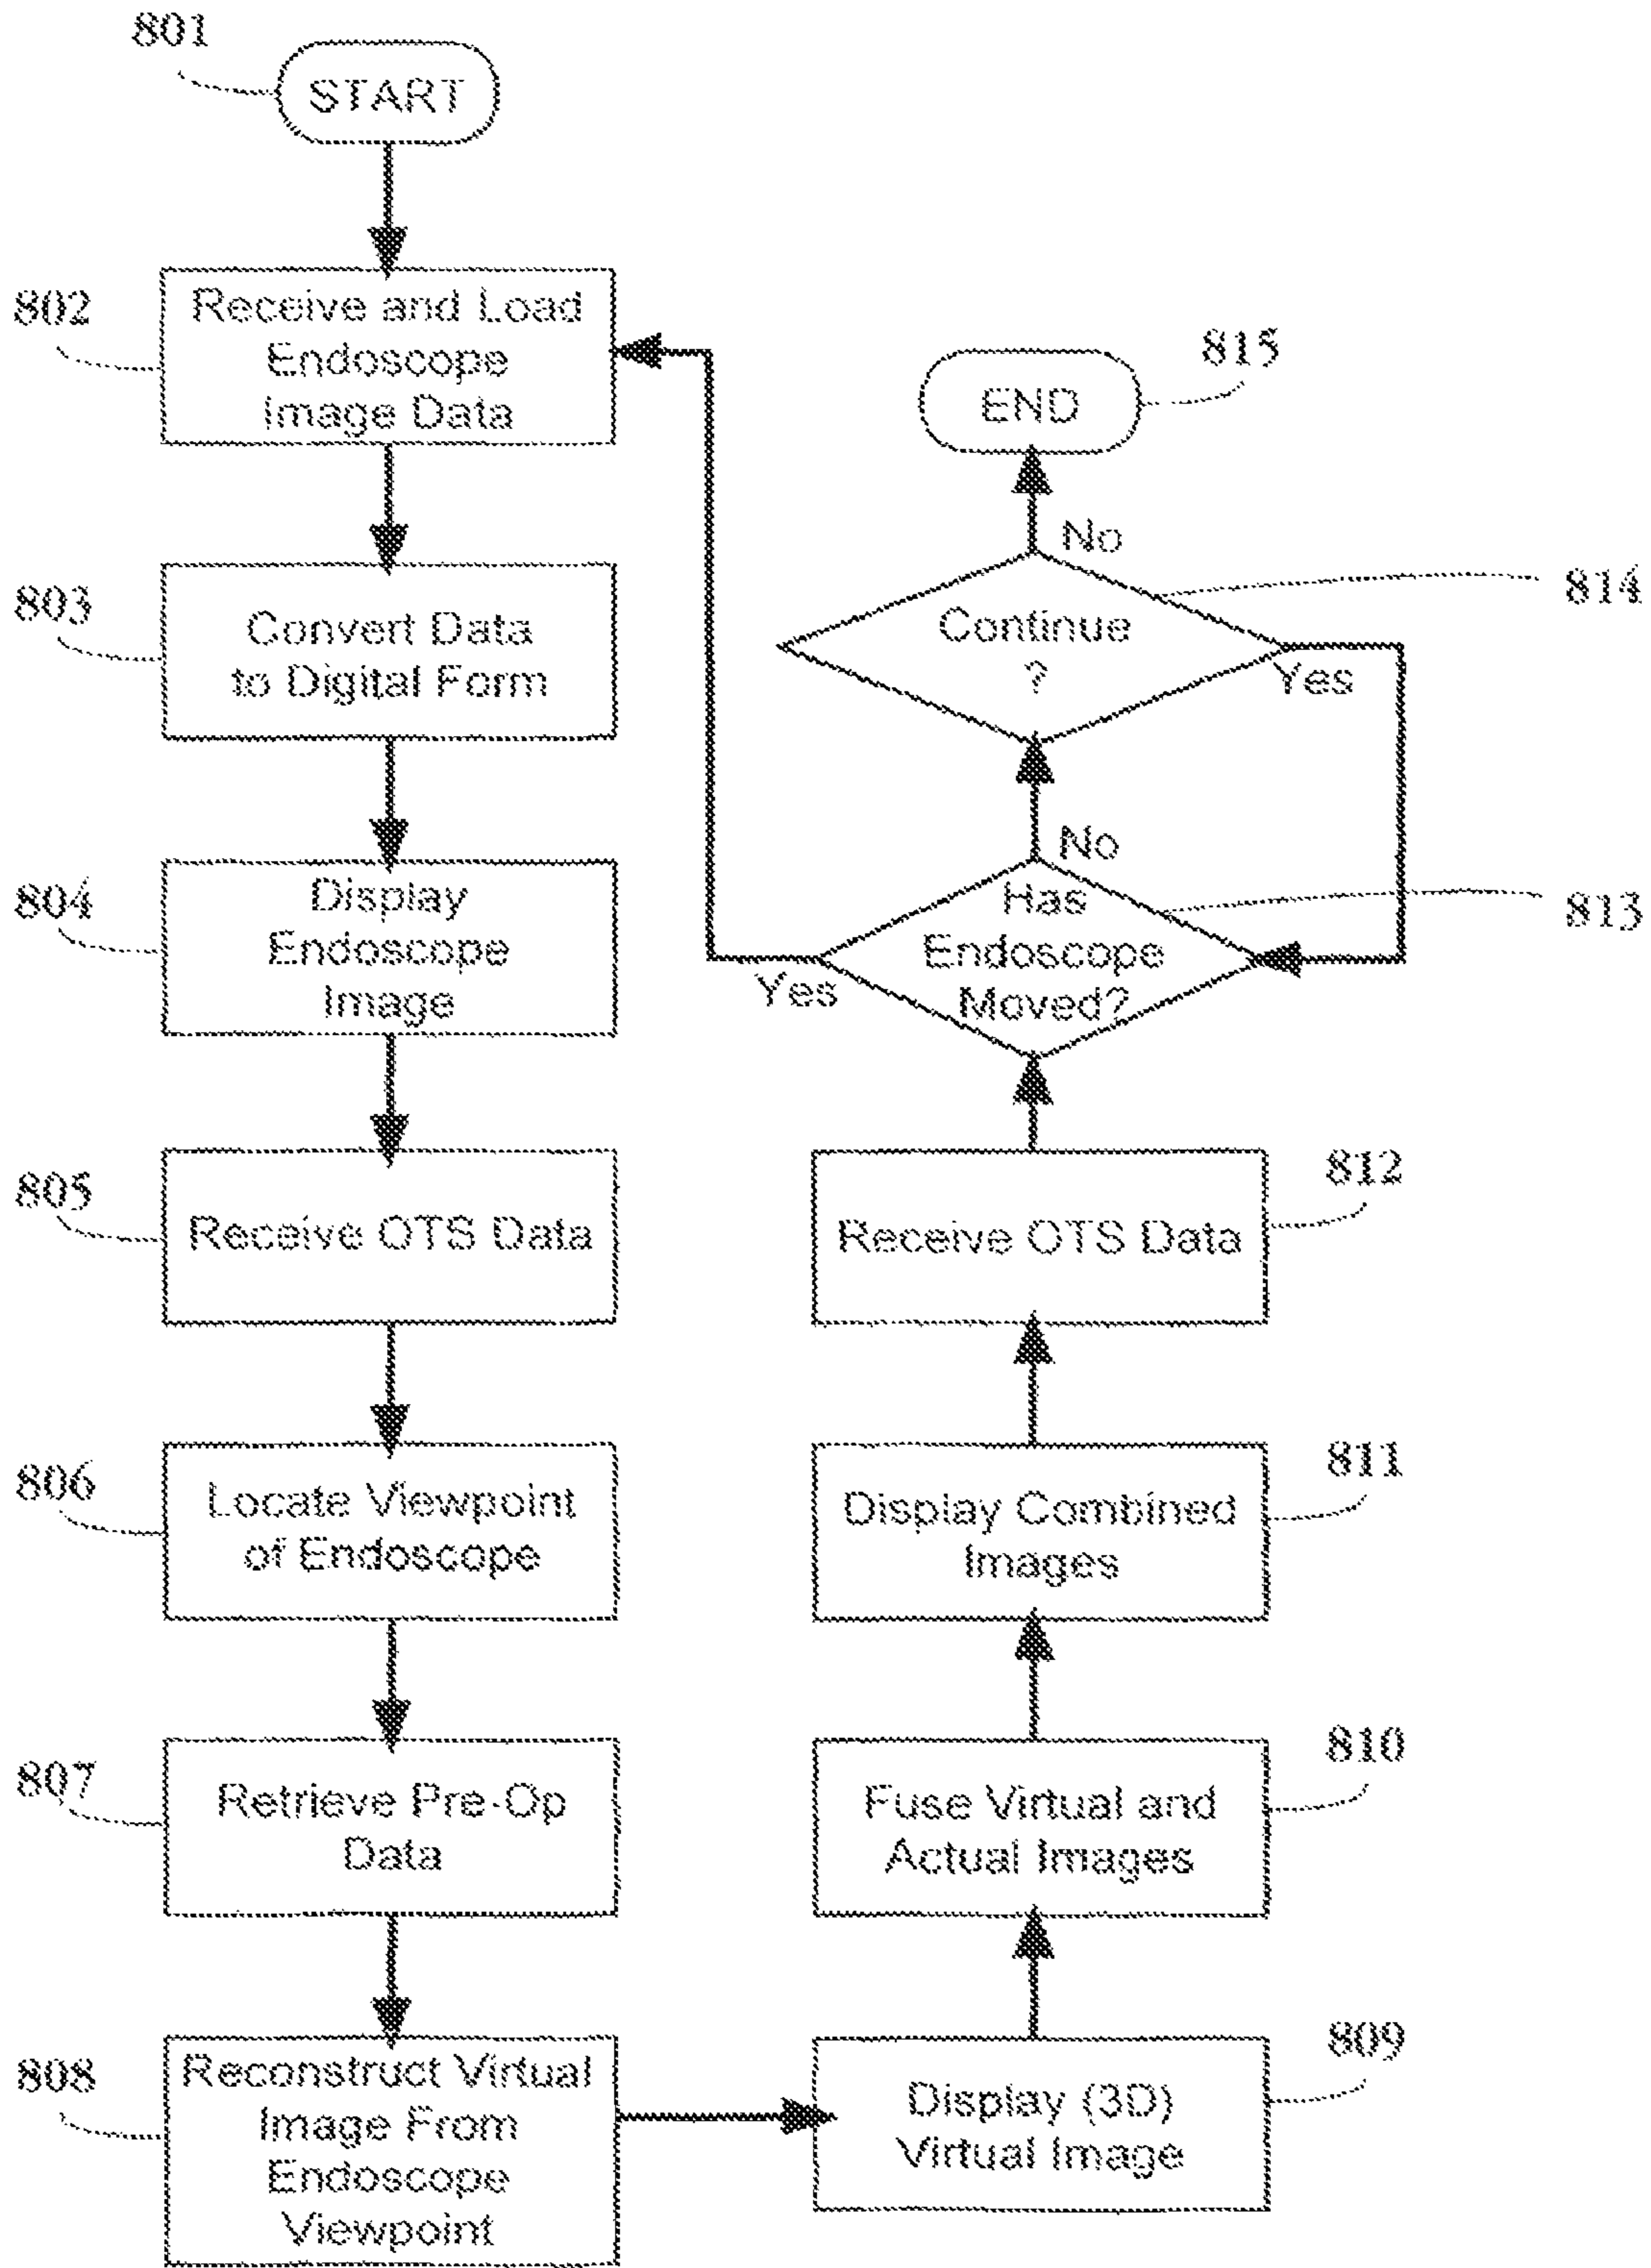 801
START
802
Receive and Load
Endoscope
Image Data
803
Convert Data
to Digital Form
804
Display
Endoscope
Image
805
Receive OTS Data
806
Locate Viewpoint
of Endoscope
807
Retrieve Pre-Op
Data
808
Reconstruct Virtual
Image From
Endoscope
Viewpoint
809
Display (3D)
Virtual Image
810
Fuse Virtual and
Actual Images
811
Display Combined
Images
812
Receive OTS Data
813
Has
Endoscope
Moved?
Yes
No
814
Continue
?
Yes
No
815
END